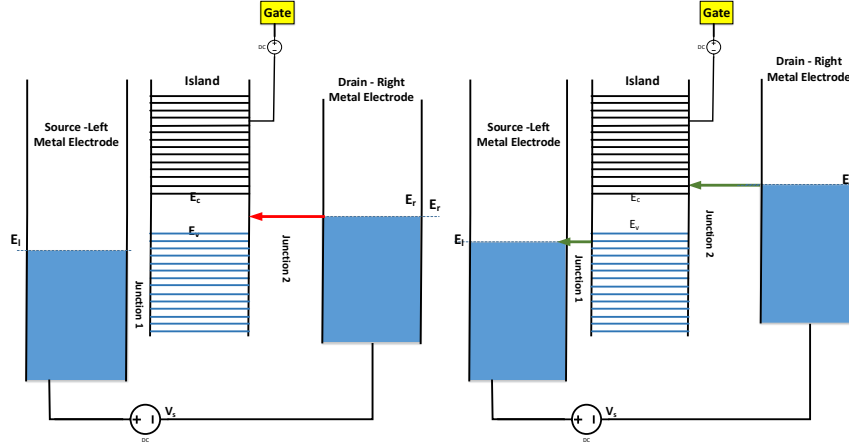 Gate
DC
+
−
Island
Source -Left
Metal Electrode
Drain - Right
Metal Electrode
Ec
Er
Er
Ev
El
Junction 1
Junction 2
+ −
Vs
DC
Gate
DC
+
−
Island
Source -Left
Metal Electrode
Drain - Right
Metal Electrode
Ec
Ev
El
E
Junction 1
Junction 2
+ −
Vs
DC